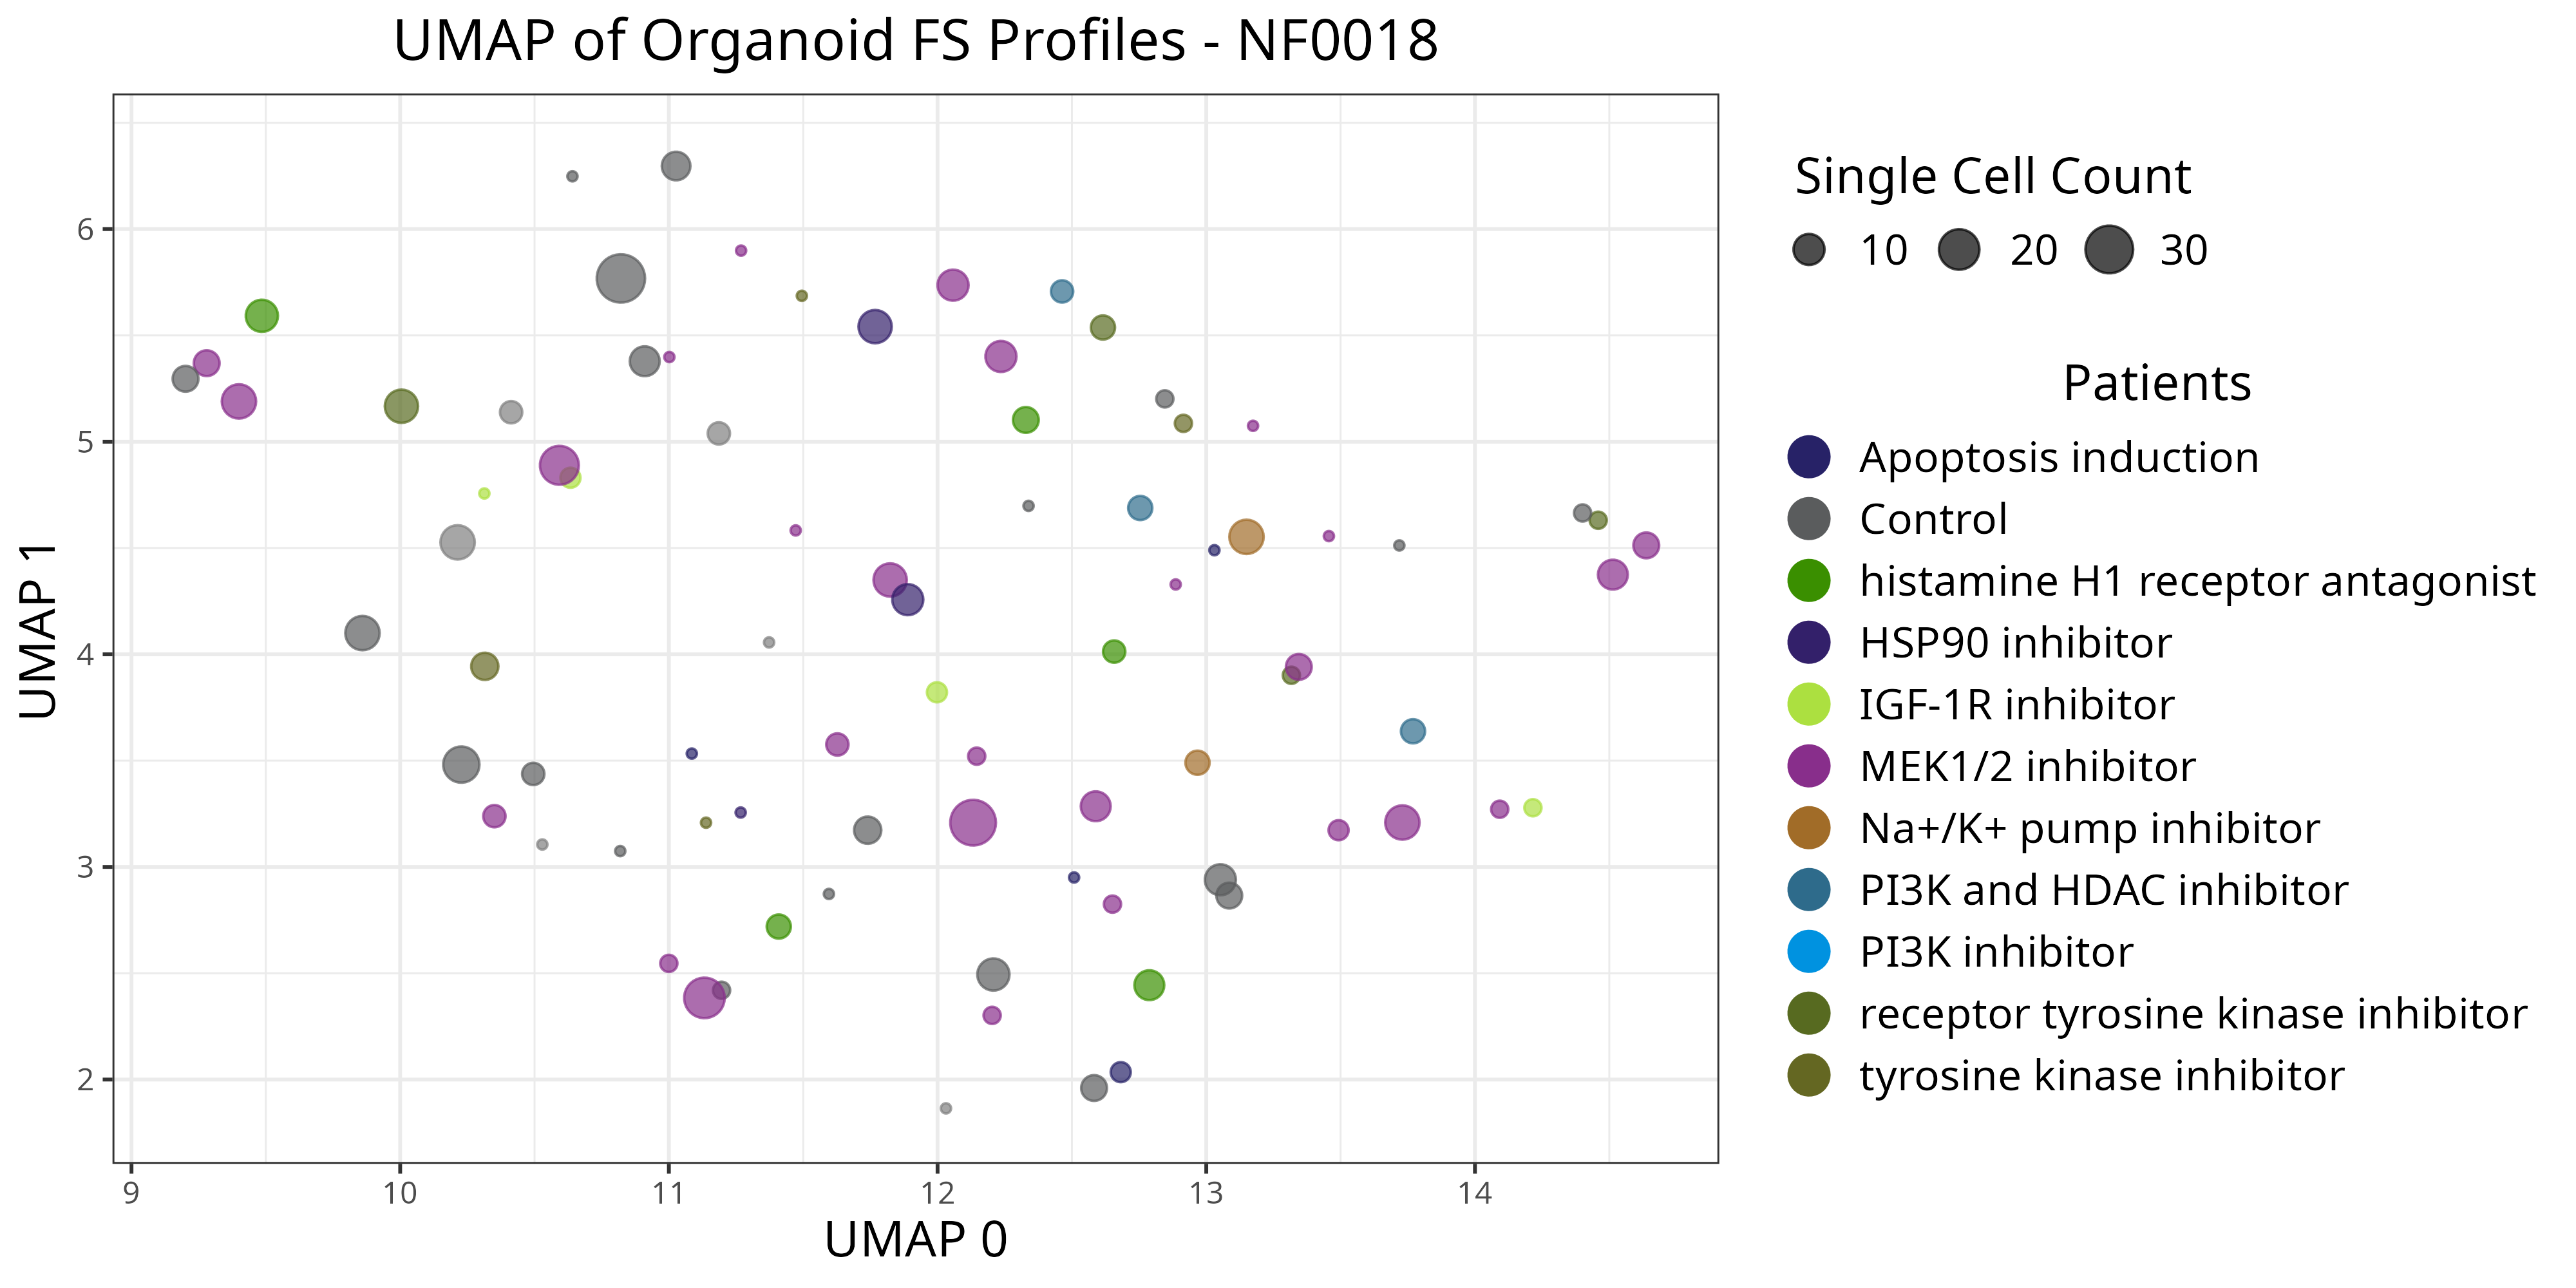 UMAP of Organoid FS Profiles - NF0018
UMAP 1
6
5
4
3
2
9 10 11 12 13 14
UMAP 0
Single Cell Count
10 20 30
Patients
Apoptosis induction
Control
histamine H1 receptor antagonist
HSP90 inhibitor
IGF-1R inhibitor
MEK1/2 inhibitor
Na+/K+ pump inhibitor
PI3K and HDAC inhibitor
PI3K inhibitor
receptor tyrosine kinase inhibitor
tyrosine kinase inhibitor